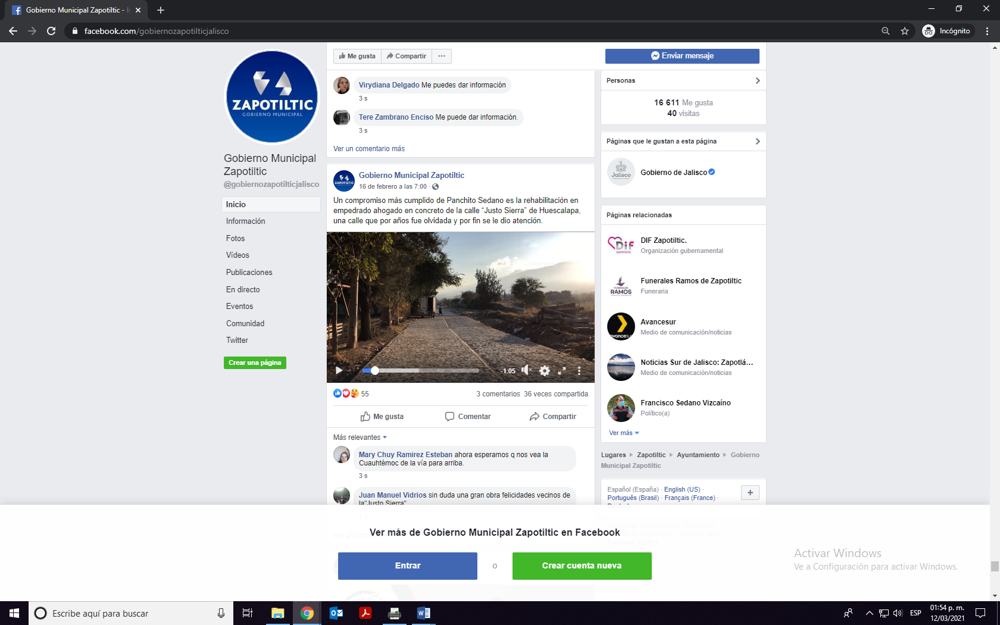 Gobierno Municipal Zapotiltic - I
facebook.com/gobiernozapotilticjalisco
Incógnito
ZAPOTILTIC
GOBIERNO MUNICIPAL
Gobierno Municipal
Zapotiltic
@gobiernozapotilticjalisco
Inicio
Información
Fotos
Vídeos
Publicaciones
En directo
Eventos
Comunidad
Twitter
Crear una página
Me gusta
Compartir
Enviar mensaje
Virydiana Delgado Me puedes dar información
3 s
Tere Zambrano Enciso Me puede dar información.
3 s
Ver un comentario más
ZAPOTILTIC
Gobierno Municipal Zapotiltic
16 de febrero a las 7:00 ·
Un compromiso más cumplido de Panchito Sedano es la rehabilitación en
empedrado ahogado en concreto de la calle “Justo Sierra” de Huescalapa,
una calle que por años fue olvidada y por fin se le dio atención.
-1:05
55
3 comentarios 36 veces compartida
Me gusta
Comentar
Compartir
Más relevantes
Mary Chuy Ramirez Esteban ahora esperamos q nos vea la
Cuauhtémoc de la vía para arriba.
3 s
Juan Manuel Vidrios sin duda una gran obra felicidades vecinos de
la"Justo Sierra"
Personas
16 611 Me gusta
40 visitas
Páginas que le gustan a esta página
Jalisco
Gobierno de Jalisco
Páginas relacionadas
DIF
ZAPOTILTIC
DIF Zapotiltic.
Organización gubernamental
FUNERALES
RAMOS
Funerales Ramos de Zapotiltic
Funeraria
Avancesur
Medio de comunicación/noticias
Noticias Sur de Jalisco: Zapotlá...
Medio de comunicación/noticias
Francisco Sedano Vizcaíno
Político(a)
Ver más
Lugares
Zapotiltic
Ayuntamiento
Gobierno
Municipal Zapotiltic
Español (España) · English (US) ·
Português (Brasil) · Français (France) ·
Ver más de Gobierno Municipal Zapotiltic en Facebook
Entrar
o
Crear cuenta nueva
Activar Windows
Ve a Configuración para activar Windows.
Escribe aquí para buscar
ESP
01:54 p. m.
12/03/2021